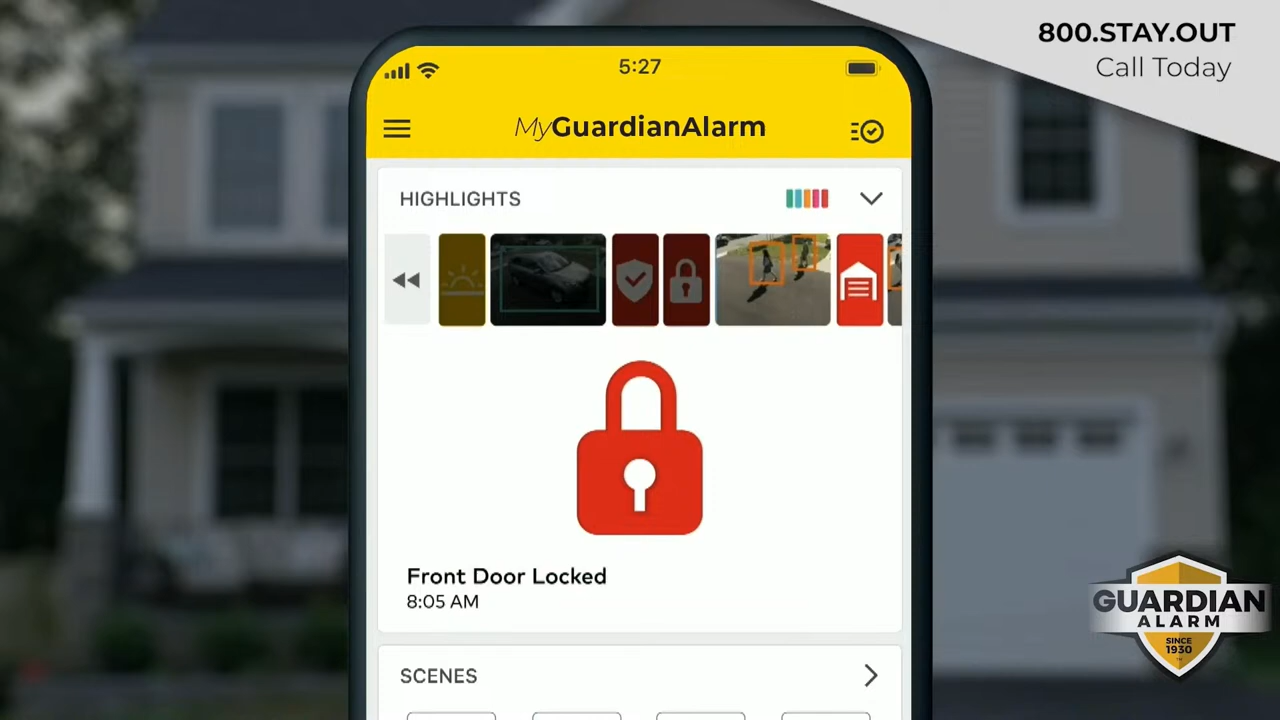 800.STAY.OUT
Call Today
5:27
MyGuardianAlarm
HIGHLIGHTS
Front Door Locked
8:05 AM
SCENES
GUARDIAN
ALARM
SINCE
1930